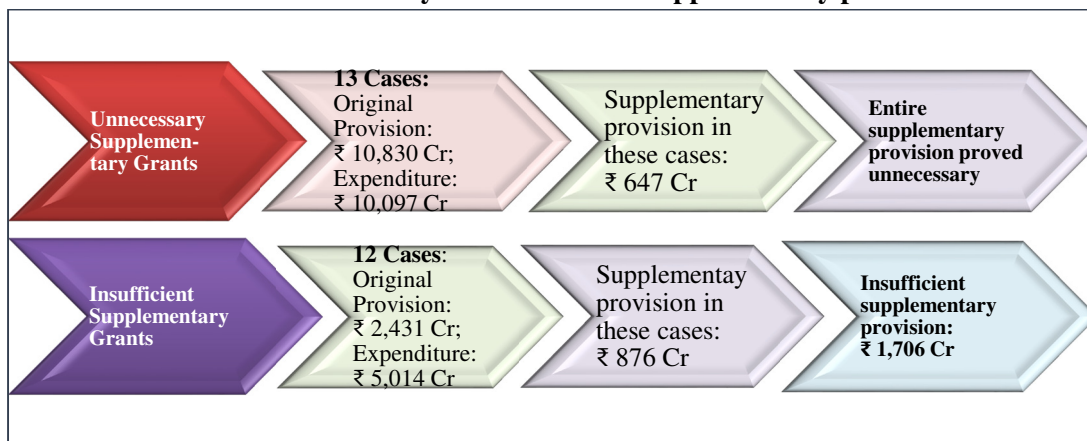 Unnecessary
Supplemen-
tary Grants
13 Cases:
Original
Provision:
₹ 10,830 Cr;
Expenditure:
₹ 10,097 Cr
Supplementary
provision in
these cases:
₹ 647 Cr
Entire
supplementary
provision proved
unnecessary
Insufficient
Supplementary
Grants
12 Cases:
Original
Provision:
₹ 2,431 Cr;
Expenditure:
₹ 5,014 Cr
Supplementay
provision in
these cases:
₹ 876 Cr
Insufficient
supplementary
provision:
₹ 1,706 Cr